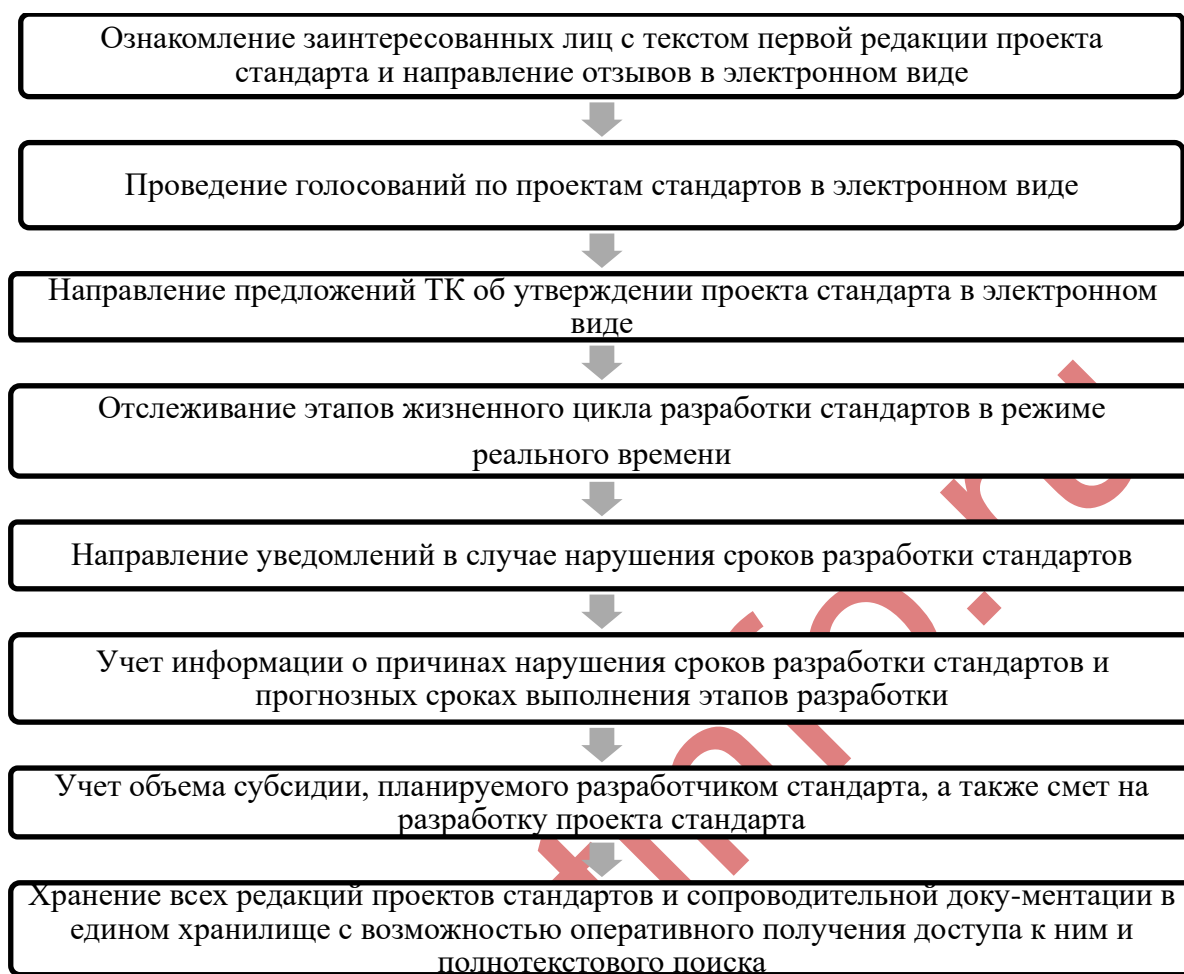 Ознакомление заинтересованных лиц с текстом первой редакции проекта
стандарта и направление отзывов в электронном виде
Проведение голосований по проектам стандартов в электронном виде
Направление предложений ТК об утверждении проекта стандарта в электронном
виде
Отслеживание этапов жизненного цикла разработки стандартов в режиме
реального времени
Направление уведомлений в случае нарушения сроков разработки стандартов
Учет информации о причинах нарушения сроков разработки стандартов и
прогнозных сроках выполнения этапов разработки
Учет объема субсидии, планируемого разработчиком стандарта, а также смет на
разработку проекта стандарта
Хранение всех редакций проектов стандартов и сопроводительной доку-ментации в
едином хранилище с возможностью оперативного получения доступа к ним и
полнотекстового поиска